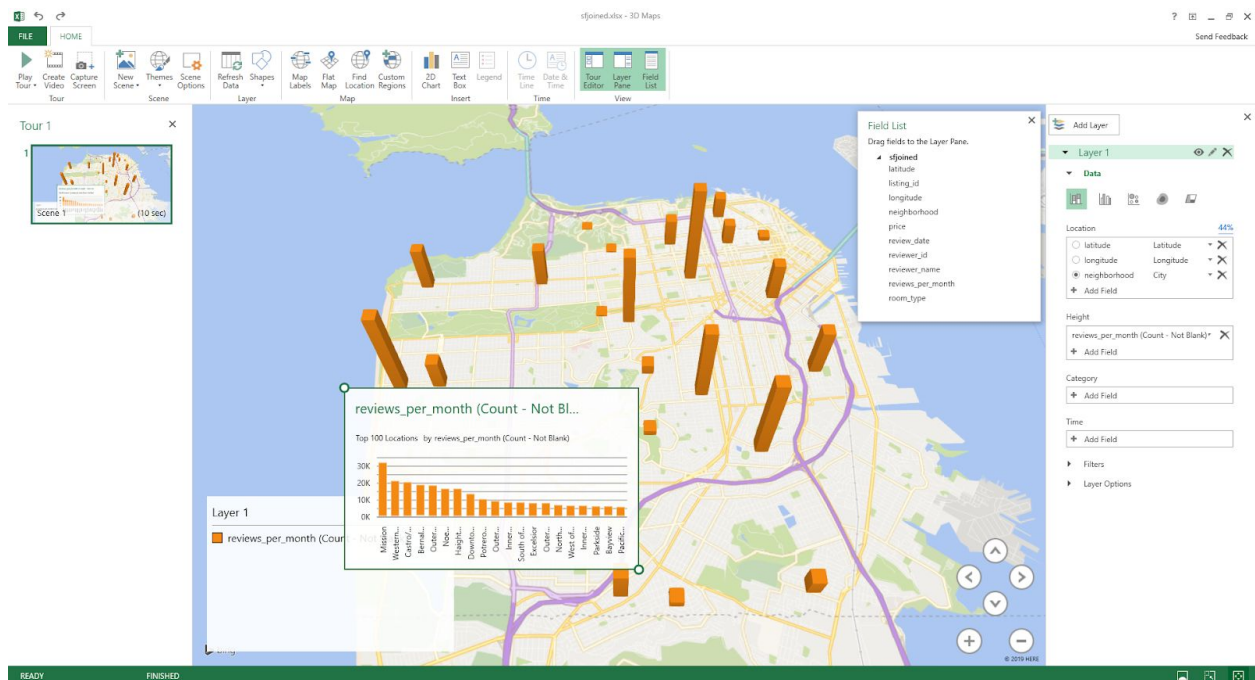 sfjoined.xlsx - 3D Maps
?
FILE
HOME
Send Feedback
Play Tour
Create Video
Capture Screen
Tour
New Scene
Themes
Scene Options
Scene
Refresh Data
Shapes
Layer
Map Labels
Flat Map
Find Location
Custom Regions
Map
2D Chart
Text Box
Legend
Insert
Time Line
Date & Time
Time
Tour Editor
Layer Pane
Field List
View
Tour 1
1
Scene 1
(10 sec)
Field List
Drag fields to the Layer Pane.
sfjoined
latitude
listing_id
longitude
neighborhood
price
review_date
reviewer_id
reviewer_name
reviews_per_month
room_type
Add Layer
Layer 1
Data
Location
44%
latitude Latitude
longitude Longitude
neighborhood City
+ Add Field
Height
reviews_per_month (Count - Not Blank)
+ Add Field
Category
+ Add Field
Time
+ Add Field
Filters
Layer Options
reviews_per_month (Count - Not Bl...
Top 100 Locations by reviews_per_month (Count - Not Blank)
30K
20K
10K
0K
Mission
Western...
Castro/...
Bernal...
Outer...
Noe...
Haight...
Downto...
Potrero...
Outer...
Inner...
South of...
Excelsior
Outer...
North...
West of...
Inner...
Parkside
Bayview
Pacific...
Layer 1
reviews_per_month (Coun
© 2019 HERE
READY
FINISHED